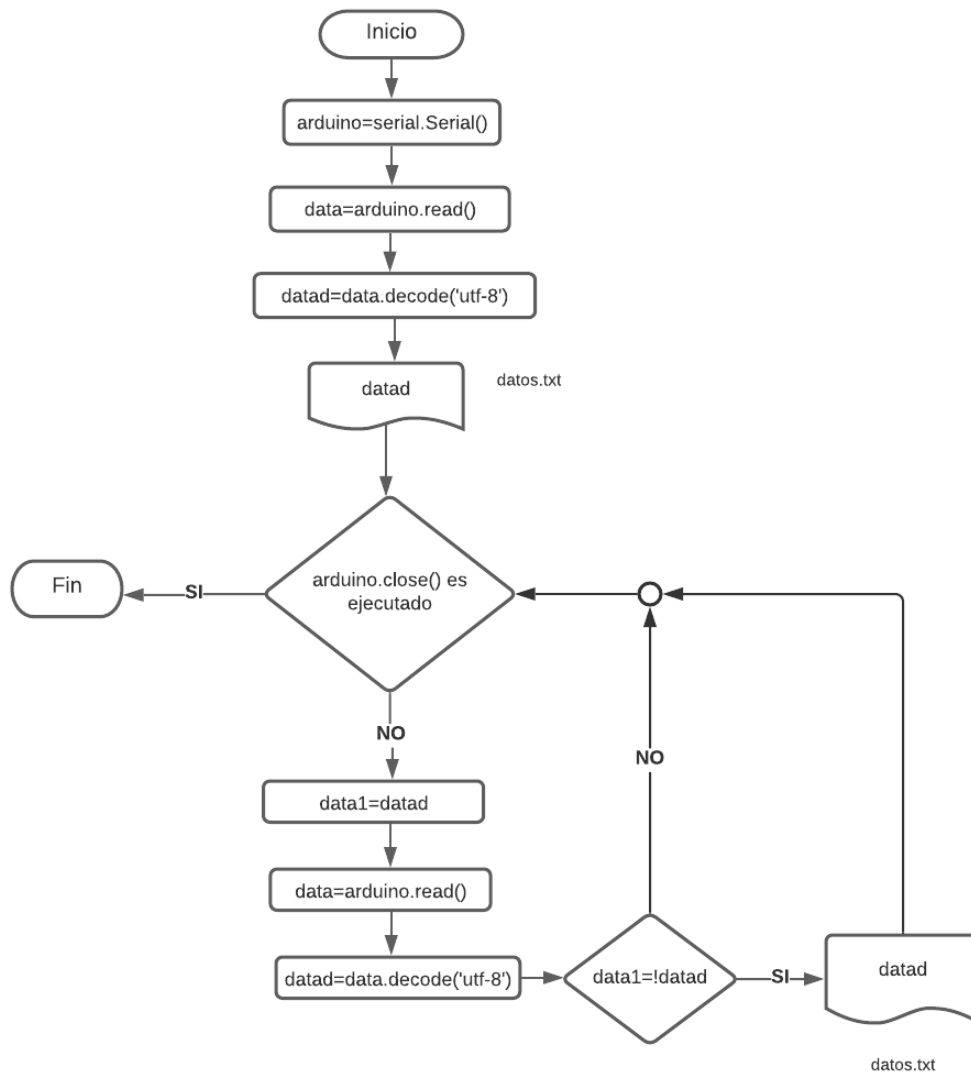 Inicio
arduino=serial.Serial()
data=arduino.read()
datad=data.decode('utf-8')
datad
datos.txt
arduino.close() es
ejecutado
SI
Fin
NO
data1=datad
data=arduino.read()
datad=data.decode('utf-8')
data1=!datad
NO
SI
datad
datos.txt